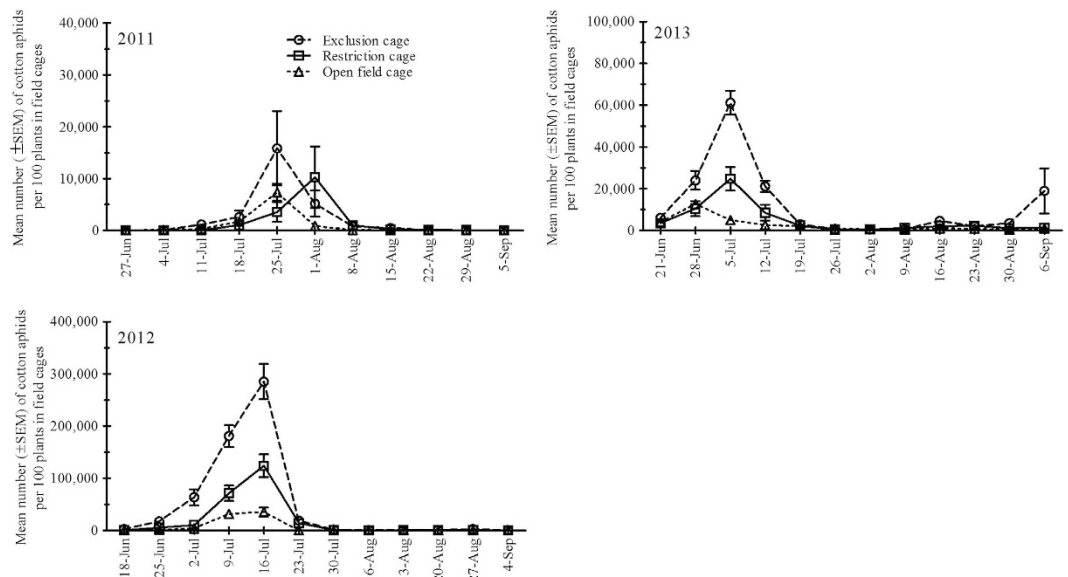 Mean number (±SEM) of cotton aphids
per 100 plants in field cages
40,000
30,000
20,000
10,000
0
2011
Exclusion cage
Restriction cage
Open field cage
27-Jun
4-Jul
11-Jul
18-Jul
25-Jul
1-Aug
8-Aug
15-Aug
22-Aug
29-Aug
5-Sep
Mean number (±SEM) of cotton aphids
per 100 plants in field cages
100,000
80,000
60,000
40,000
20,000
0
2013
21-Jun
28-Jun
5-Jul
12-Jul
19-Jul
26-Jul
2-Aug
9-Aug
16-Aug
23-Aug
30-Aug
6-Sep
Mean number (±SEM) of cotton aphids
per 100 plants in field cages
400,000
300,000
200,000
100,000
0
2012
18-Jun
25-Jun
2-Jul
9-Jul
16-Jul
23-Jul
30-Jul
6-Aug
3-Aug
20-Aug
27-Aug
4-Sep